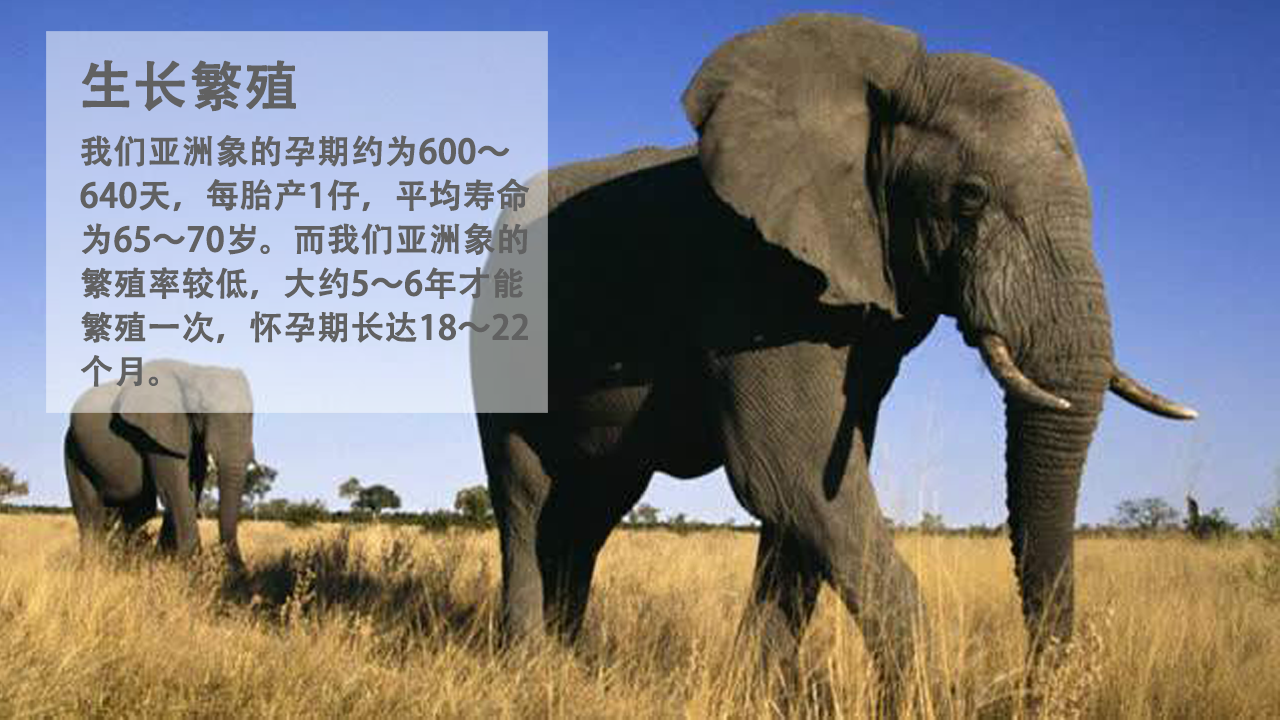 生长繁殖
我们亚洲象的孕期约为600～
640天，每胎产1仔，平均寿命
为65～70岁。而我们亚洲象的
繁殖率较低，大约5～6年才能
繁殖一次，怀孕期长达18～22
个月。